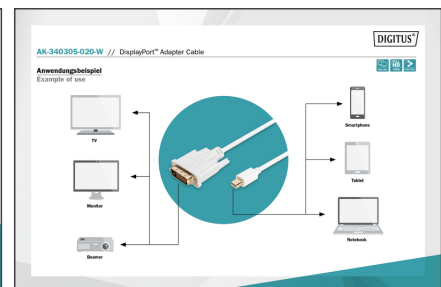 DIGITUS®
AK-340305-020-W // DisplayPort™ Adapter Cable
Anwendungsbeispiel
Example of use
TV
Monitor
Beamer
Smartphone
Tablet
Notebook